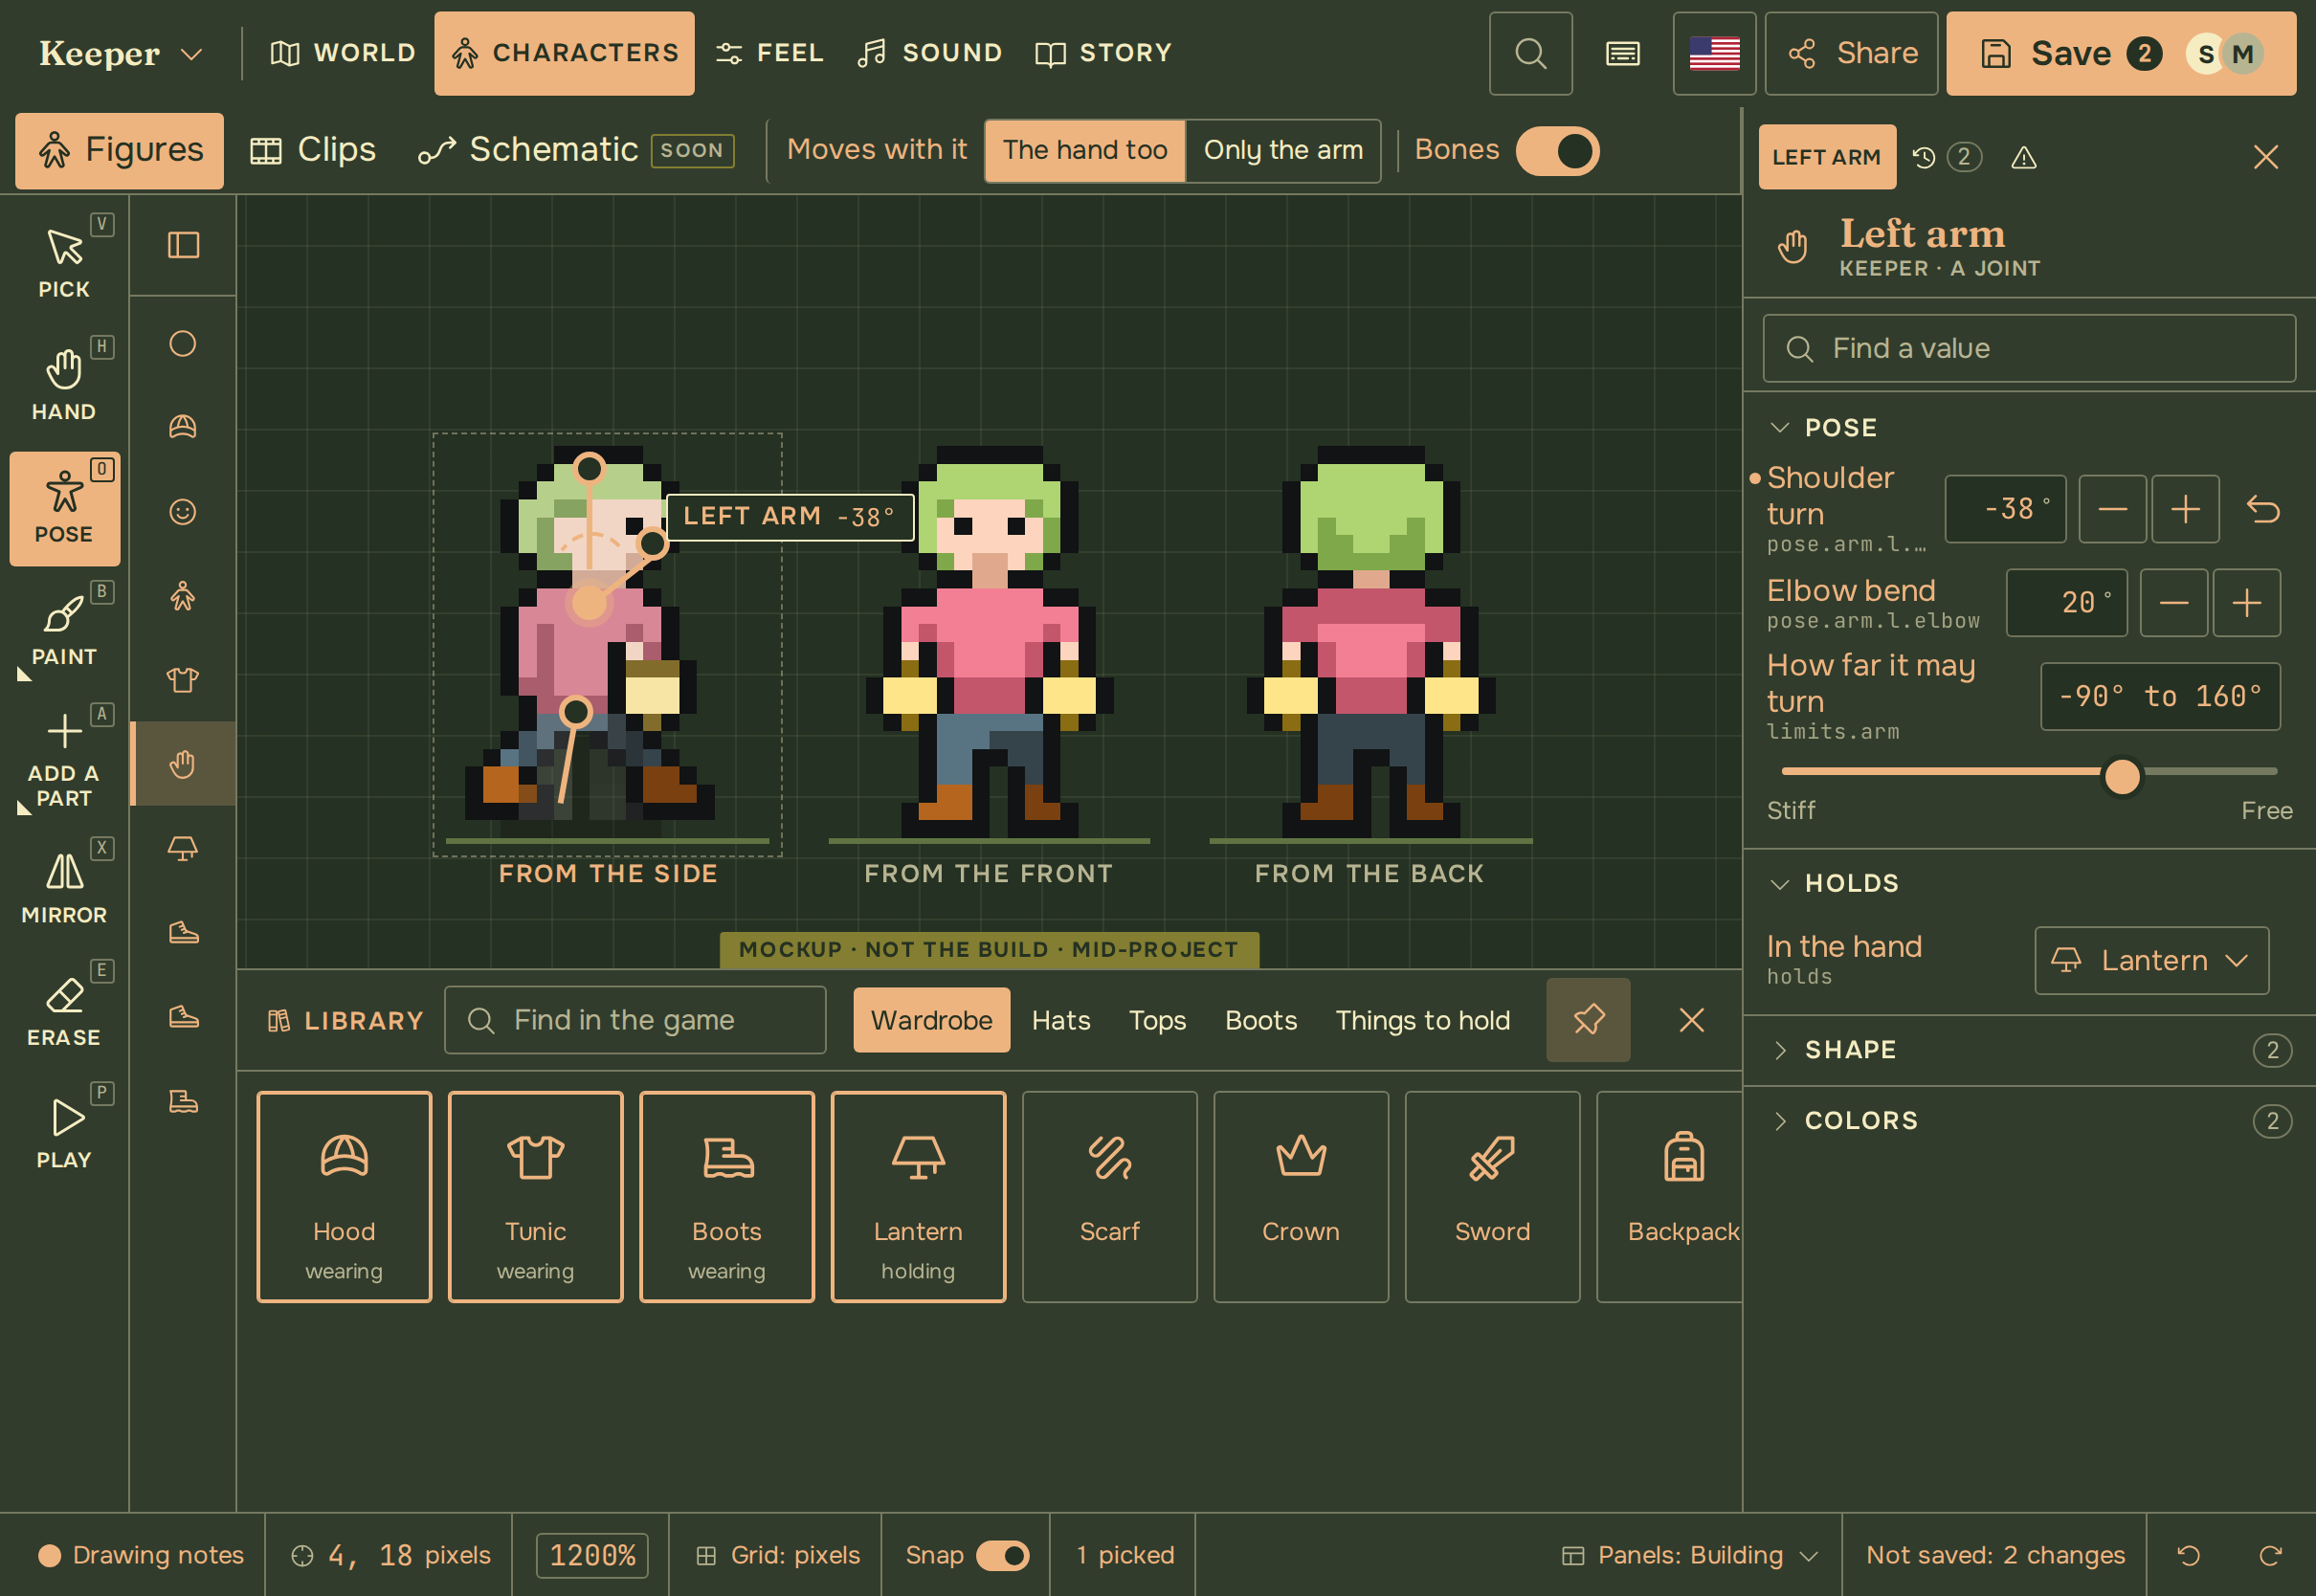 Keeper
WORLD
CHARACTERS
FEEL
SOUND
STORY
Share
Save 2
S M
Figures
Clips
Schematic SOON
Moves with it
The hand too
Only the arm
Bones
LEFT ARM
2
V
PICK
H
HAND
O
POSE
B
PAINT
A
ADD A
PART
X
MIRROR
E
ERASE
P
PLAY
LEFT ARM -38°
FROM THE SIDE
FROM THE FRONT
FROM THE BACK
MOCKUP · NOT THE BUILD · MID-PROJECT
Left arm
KEEPER · A JOINT
Find a value
POSE
Shoulder
turn
pose.arm.l.…
-38°
Elbow bend
pose.arm.l.elbow
20°
How far it may
turn
limits.arm
-90° to 160°
Stiff
Free
HOLDS
In the hand
holds
Lantern
SHAPE
2
COLORS
2
LIBRARY
Find in the game
Wardrobe
Hats
Tops
Boots
Things to hold
Hood
wearing
Tunic
wearing
Boots
wearing
Lantern
holding
Scarf
Crown
Sword
Backpack
Drawing notes
4, 18 pixels
1200%
Grid: pixels
Snap
1 picked
Panels: Building
Not saved: 2 changes